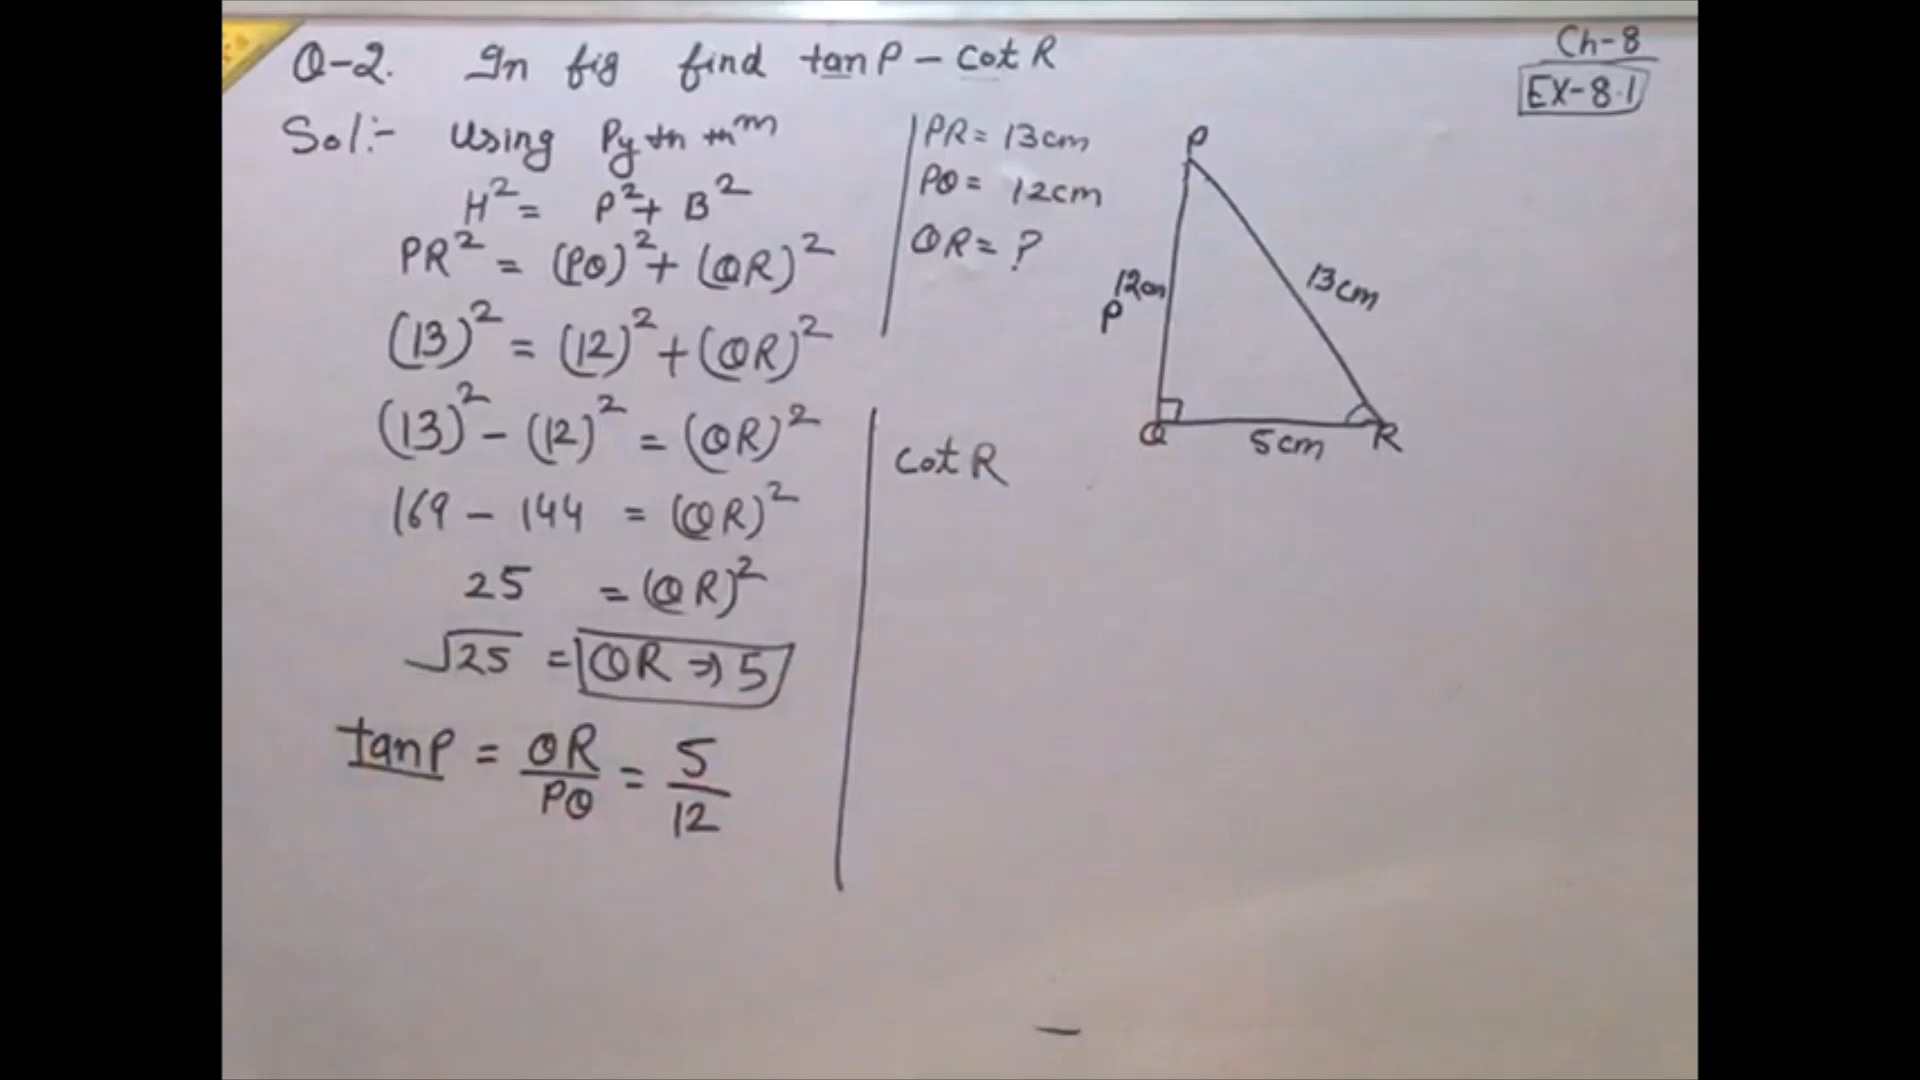 Q-2. In fig find tan P - cot R
Ch-8
EX-8.1
Sol:- Using Py th thm
H² = P² + B²
PR² = (PQ)² + (QR)²
(13)² = (12)² + (QR)²
(13)² - (12)² = (QR)²
169 - 144 = (QR)²
25 = (QR)²
√25 = QR ⇒ 5
tan P = QR/PQ = 5/12
PR = 13cm
PQ = 12cm
QR = ?
cot R
P
12cm
P
13cm
Q
5cm
R